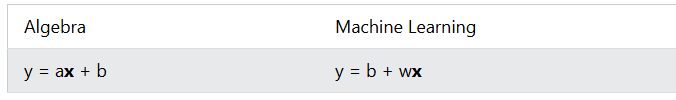 Algebra Machine Learning
y = ax + b y = b + wx